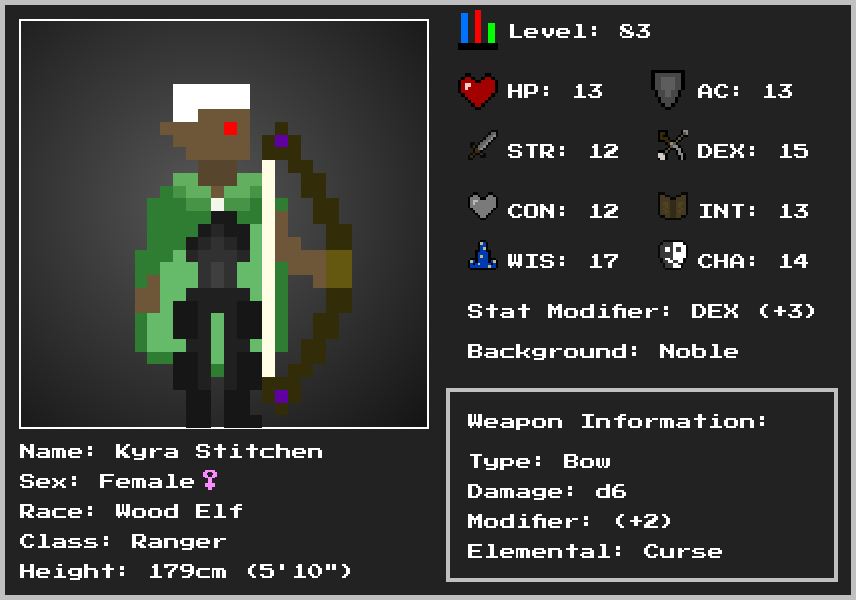 Level: 83
HP: 13
AC: 13
STR: 12
DEX: 15
CON: 12
INT: 13
WIS: 17
CHA: 14
Stat Modifier: DEX (+3)
Background: Noble
Name: Kyra Stitchen
Sex: Female♀
Race: Wood Elf
Class: Ranger
Height: 179cm (5'10")
Weapon Information:
Type: Bow
Damage: d6
Modifier: (+2)
Elemental: Curse